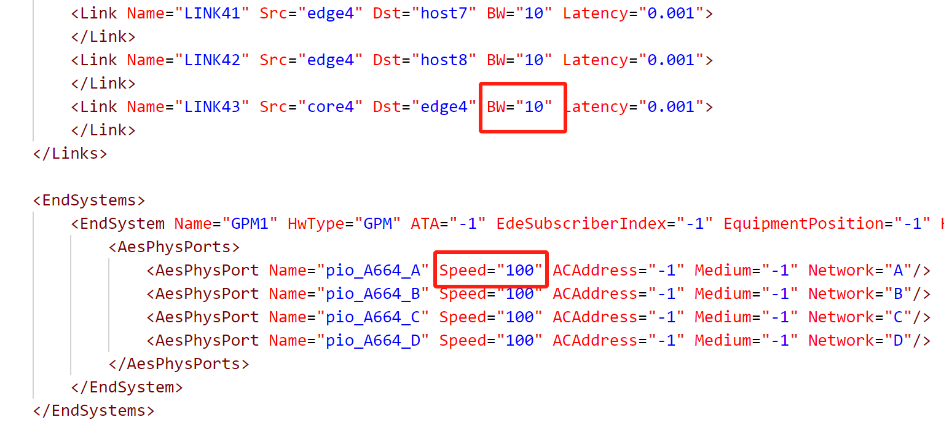 <Link Name="LINK41" Src="edge4" Dst="host7" BW="10" Latency="0.001">
</Link>
<Link Name="LINK42" Src="edge4" Dst="host8" BW="10" Latency="0.001">
</Link>
<Link Name="LINK43" Src="core4" Dst="edge4" BW="10" Latency="0.001">
</Link>
</Links>
<EndSystems>
<EndSystem Name="GPM1" HwType="GPM" ATA="-1" EdeSubscriberIndex="-1" EquipmentPosition="-1"
<AesPhysPorts>
<AesPhysPort Name="pio_A664_A" Speed="100" ACAddress="-1" Medium="-1" Network="A"/>
<AesPhysPort Name="pio_A664_B" Speed="100" ACAddress="-1" Medium="-1" Network="B"/>
<AesPhysPort Name="pio_A664_C" Speed="100" ACAddress="-1" Medium="-1" Network="C"/>
<AesPhysPort Name="pio_A664_D" Speed="100" ACAddress="-1" Medium="-1" Network="D"/>
</AesPhysPorts>
</EndSystem>
</EndSystems>